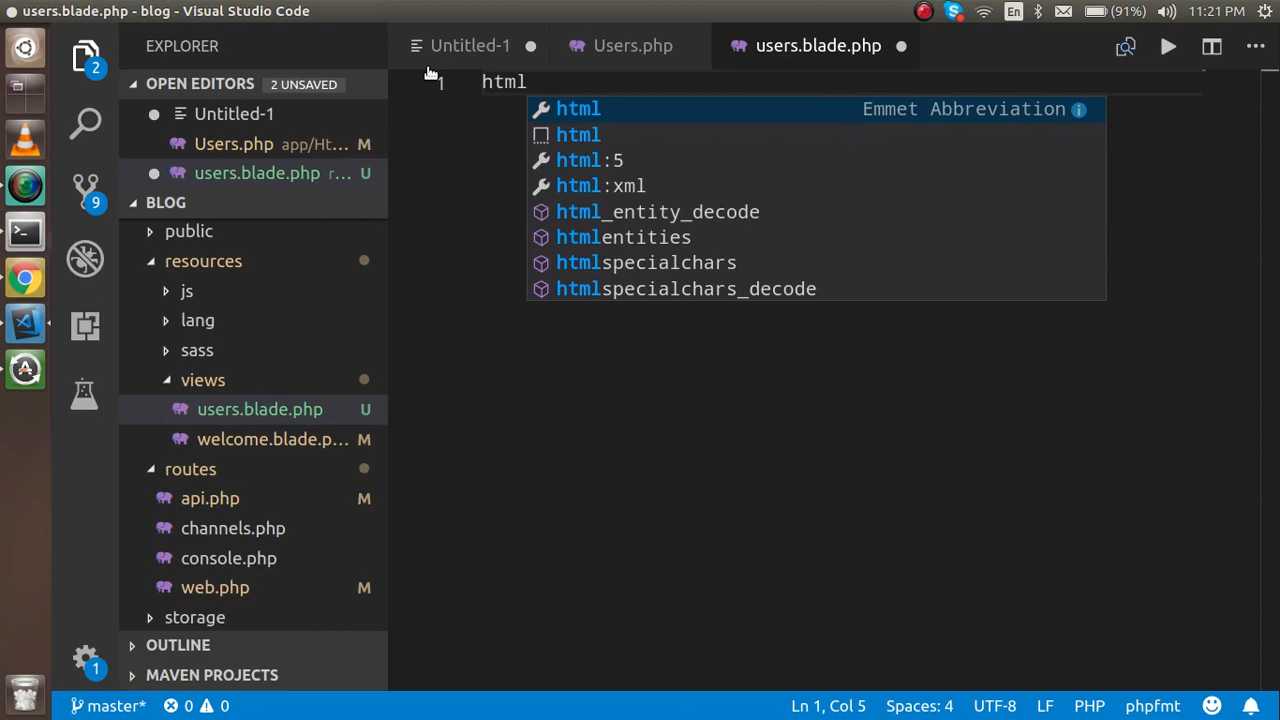 users.blade.php - blog - Visual Studio Code
En
(91%)
11:21 PM
EXPLORER
Untitled-1
Users.php
users.blade.php
2
OPEN EDITORS
2 UNSAVED
Untitled-1
Users.php app/Ht... M
users.blade.php r... U
9
BLOG
public
resources
js
lang
sass
views
users.blade.php U
welcome.blade.p... M
routes
api.php M
channels.php
console.php
web.php M
storage
OUTLINE
MAVEN PROJECTS
1
1 html
html Emmet Abbreviation
html
html:5
html:xml
html_entity_decode
htmlentities
htmlspecialchars
htmlspecialchars_decode
master* 0 0
Ln 1, Col 5
Spaces: 4
UTF-8
LF
PHP
phpfmt